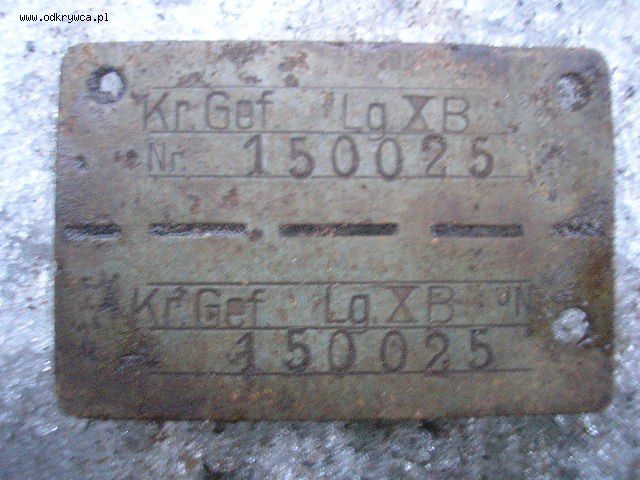 www.odkrywca.pl
Kr.Gef. Lg.XB
Nr. 150025
Kr.Gef. Lg.XB N
150025